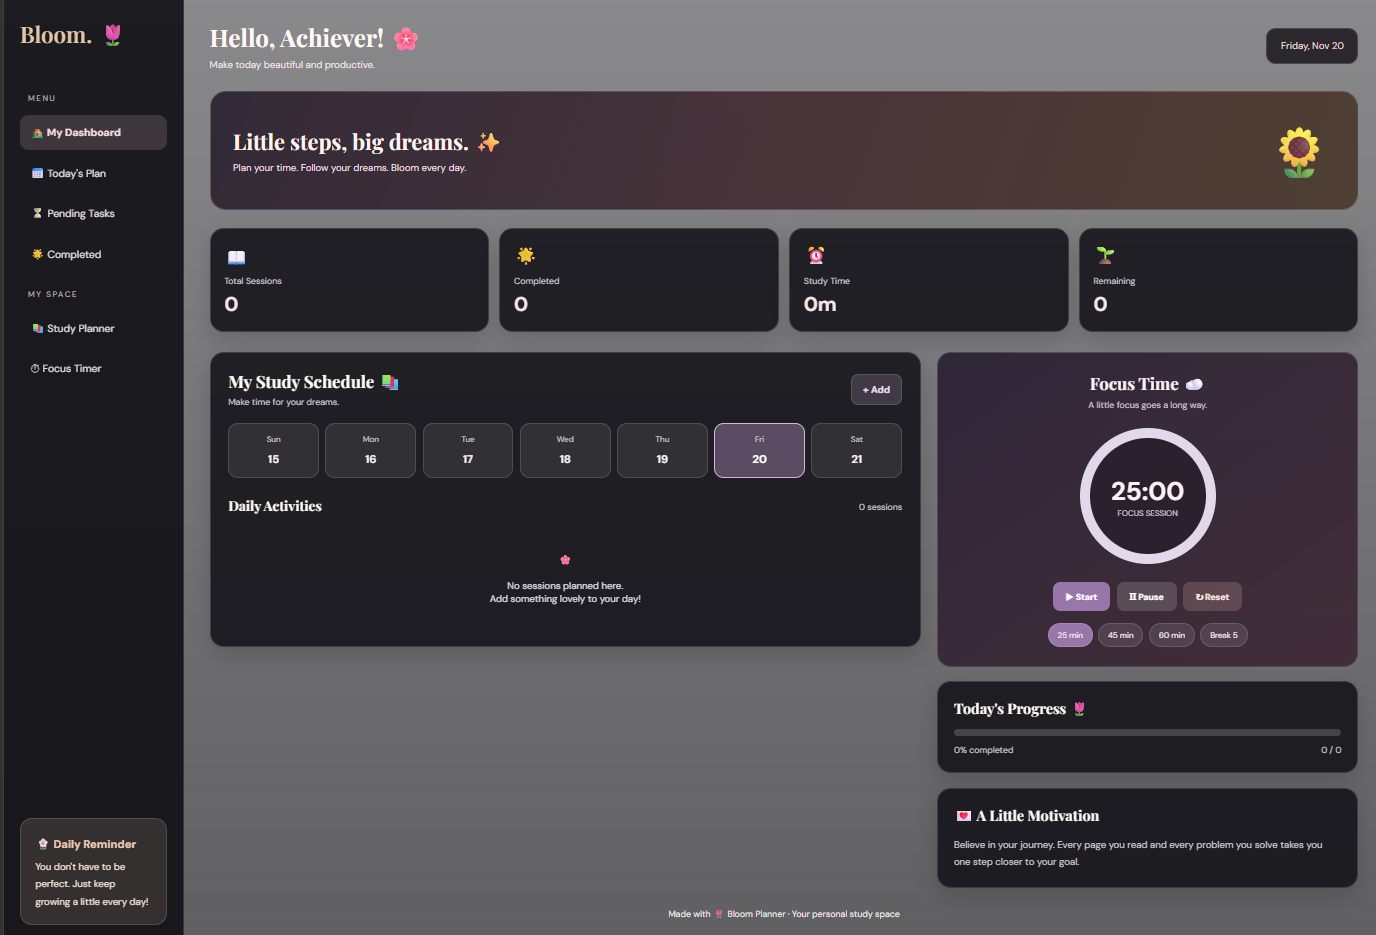 Bloom. 🌷
MENU
🏡 My Dashboard
🗓️ Today's Plan
⏳ Pending Tasks
🌟 Completed
MY SPACE
📚 Study Planner
⏱ Focus Timer
🌸 Daily Reminder
You don't have to be
perfect. Just keep
growing a little every day!
Hello, Achiever! 🌸
Make today beautiful and productive.
Friday, Nov 20
Little steps, big dreams. ✨
Plan your time. Follow your dreams. Bloom every day.
Total Sessions
0
Completed
0
Study Time
0m
Remaining
0
My Study Schedule 📚
Make time for your dreams.
+ Add
Sun Mon Tue Wed Thu Fri Sat
15 16 17 18 19 20 21
Daily Activities
0 sessions
No sessions planned here.
Add something lovely to your day!
Focus Time ☁️
A little focus goes a long way.
25:00
FOCUS SESSION
▶ Start
⏸ Pause
↻ Reset
25 min
45 min
60 min
Break 5
Today's Progress 🌷
0% completed
0 / 0
💌 A Little Motivation
Believe in your journey. Every page you read and every problem you solve takes you
one step closer to your goal.
Made with 🌷 Bloom Planner · Your personal study space